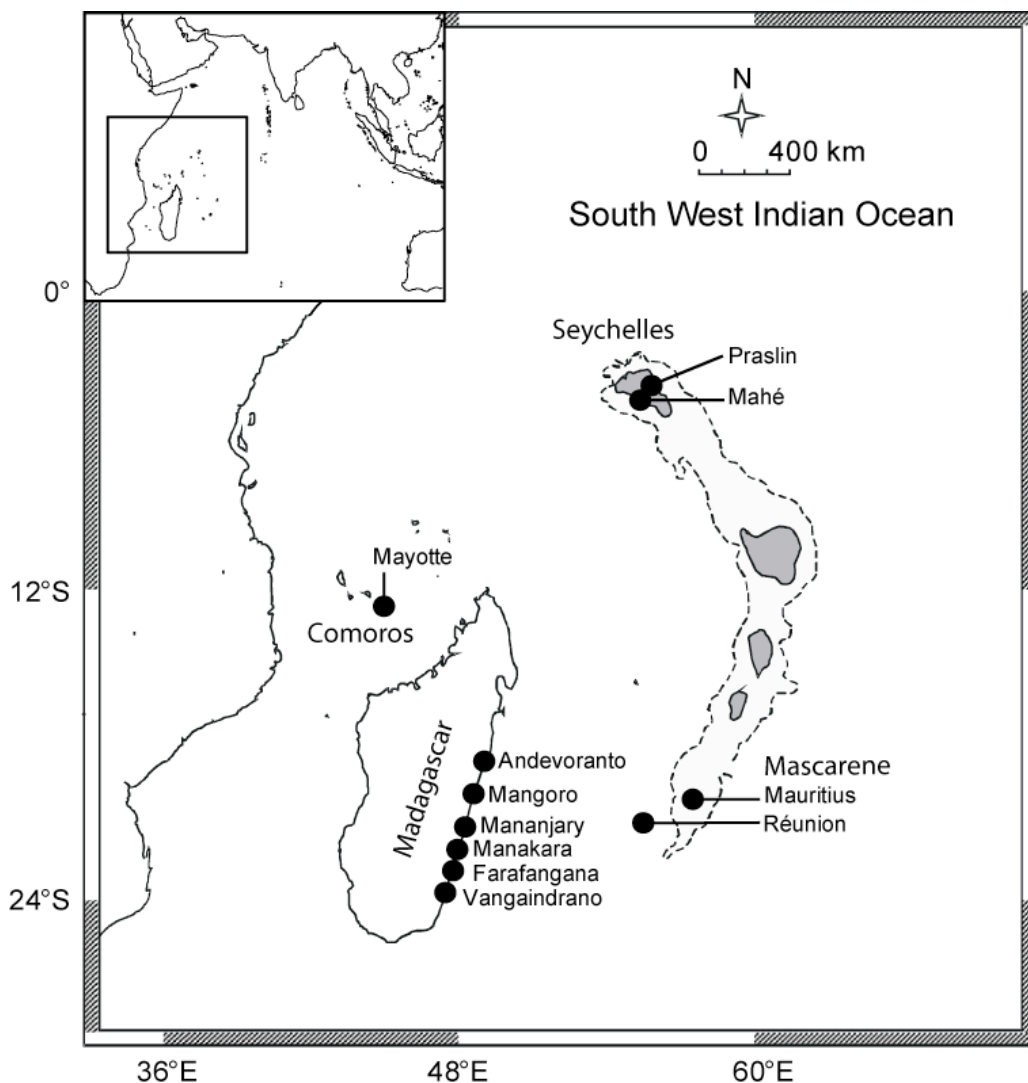 N
0 400 km
South West Indian Ocean
0°
Seychelles
Praslin
Mahé
Mayotte
12°S
Comoros
Madagascar
Andevoranto
Mascarene
Mangoro
Mauritius
Mananjary
Réunion
Manakara
Farafangana
Vangaindrano
24°S
36°E 48°E 60°E